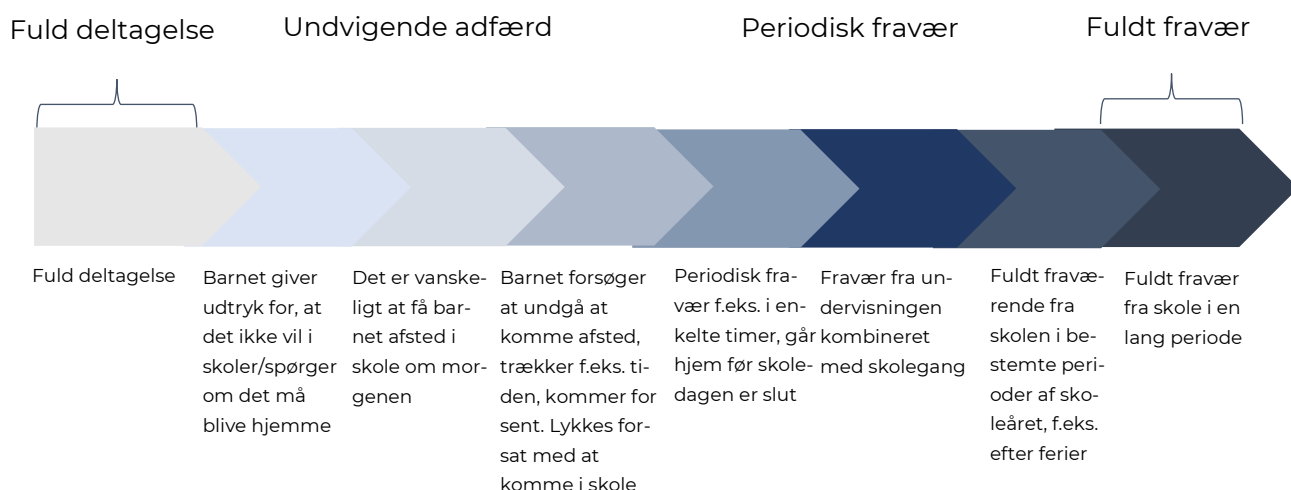 Fuld deltagelse
Undvigende adfærd
Periodisk fravær
Fuldt fravær
Fuld deltagelse
Barnet giver
udtryk for, at
det ikke vil i
skoler/spørger
om det må
blive hjemme
Det er vanske-
ligt at få bar-
net afsted i
skole om mor-
genen
Barnet forsøger
at undgå at
komme afsted,
trækker f.eks. ti-
den, kommer for
sent. Lykkes for-
sat med at
komme i skole
Periodisk fra-
vær f.eks. i en-
kelte timer, går
hjem før skole-
dagen er slut
Fravær fra un-
dervisningen
kombineret
med skolegang
Fuldt fravæ-
rende fra
skolen i be-
stemte peri-
oder af sko-
leåret, f.eks.
efter ferier
Fuldt fravær
fra skole i en
lang periode